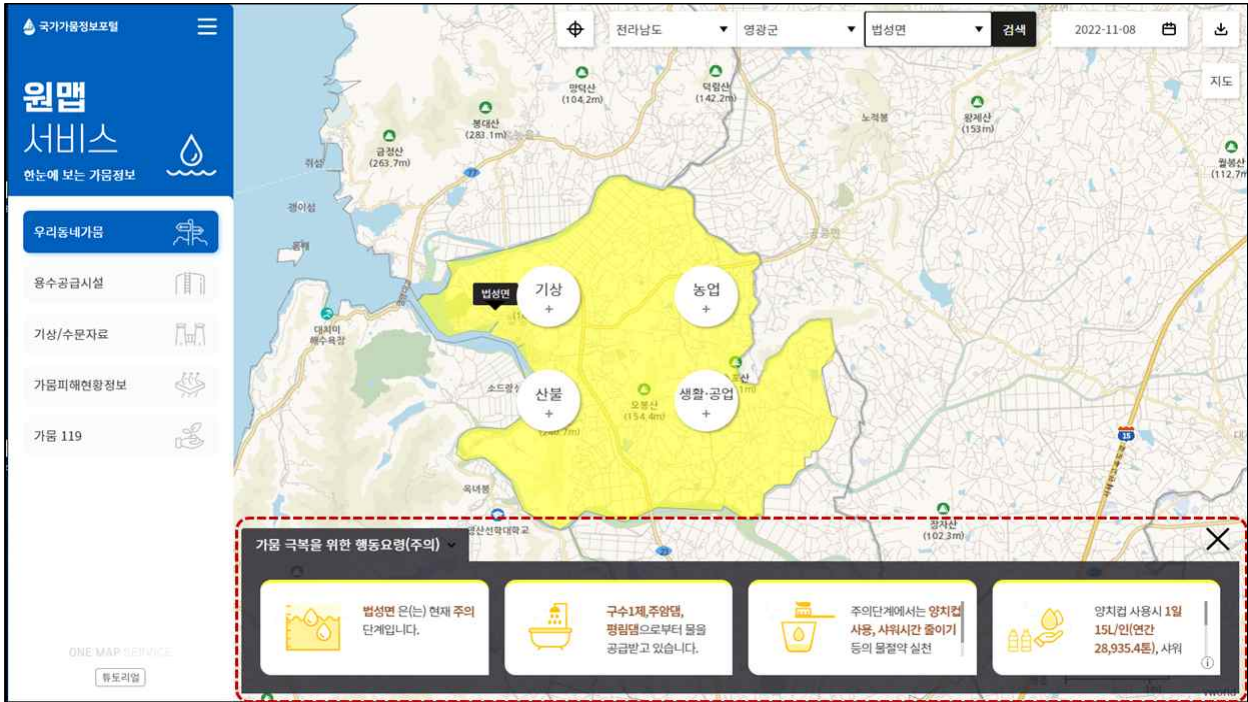 국가가뭄정보포털
원맵
서비스
한눈에 보는 가뭄정보
우리동네가뭄
용수공급시설
기상/수문자료
가뭄피해현황정보
가뭄 119
ONE MAP SERVICE
튜토리얼
전라남도
영광군
법성면
검색
2022-11-08
지도
망덕산
(104.2m)
덕림산
(142.2m)
봉대산
(283.1m)
금정산
(263.7m)
노적봉
황제산
(153m)
월봉산
(112.7m
77
쥐섬
괭이섬
공음면
법성면
기상
+
농업
+
대치미
해수욕장
산불
+
생활·공업
+
오봉산
(154.4m)
15
옥녀봉
영산선학대학교
장자산
(102.3m)
23
가뭄 극복을 위한 행동요령(주의)
법성면 은(는) 현재 주의
단계입니다.
구수1제,주암댐,
평림댐으로부터 물을
공급받고 있습니다.
주의단계에서는 양치컵
사용, 샤워시간 줄이기
등의 물절약 실천
양치컵 사용시 1일
15L/인(연간
28,935.4톤), 샤워
vworld